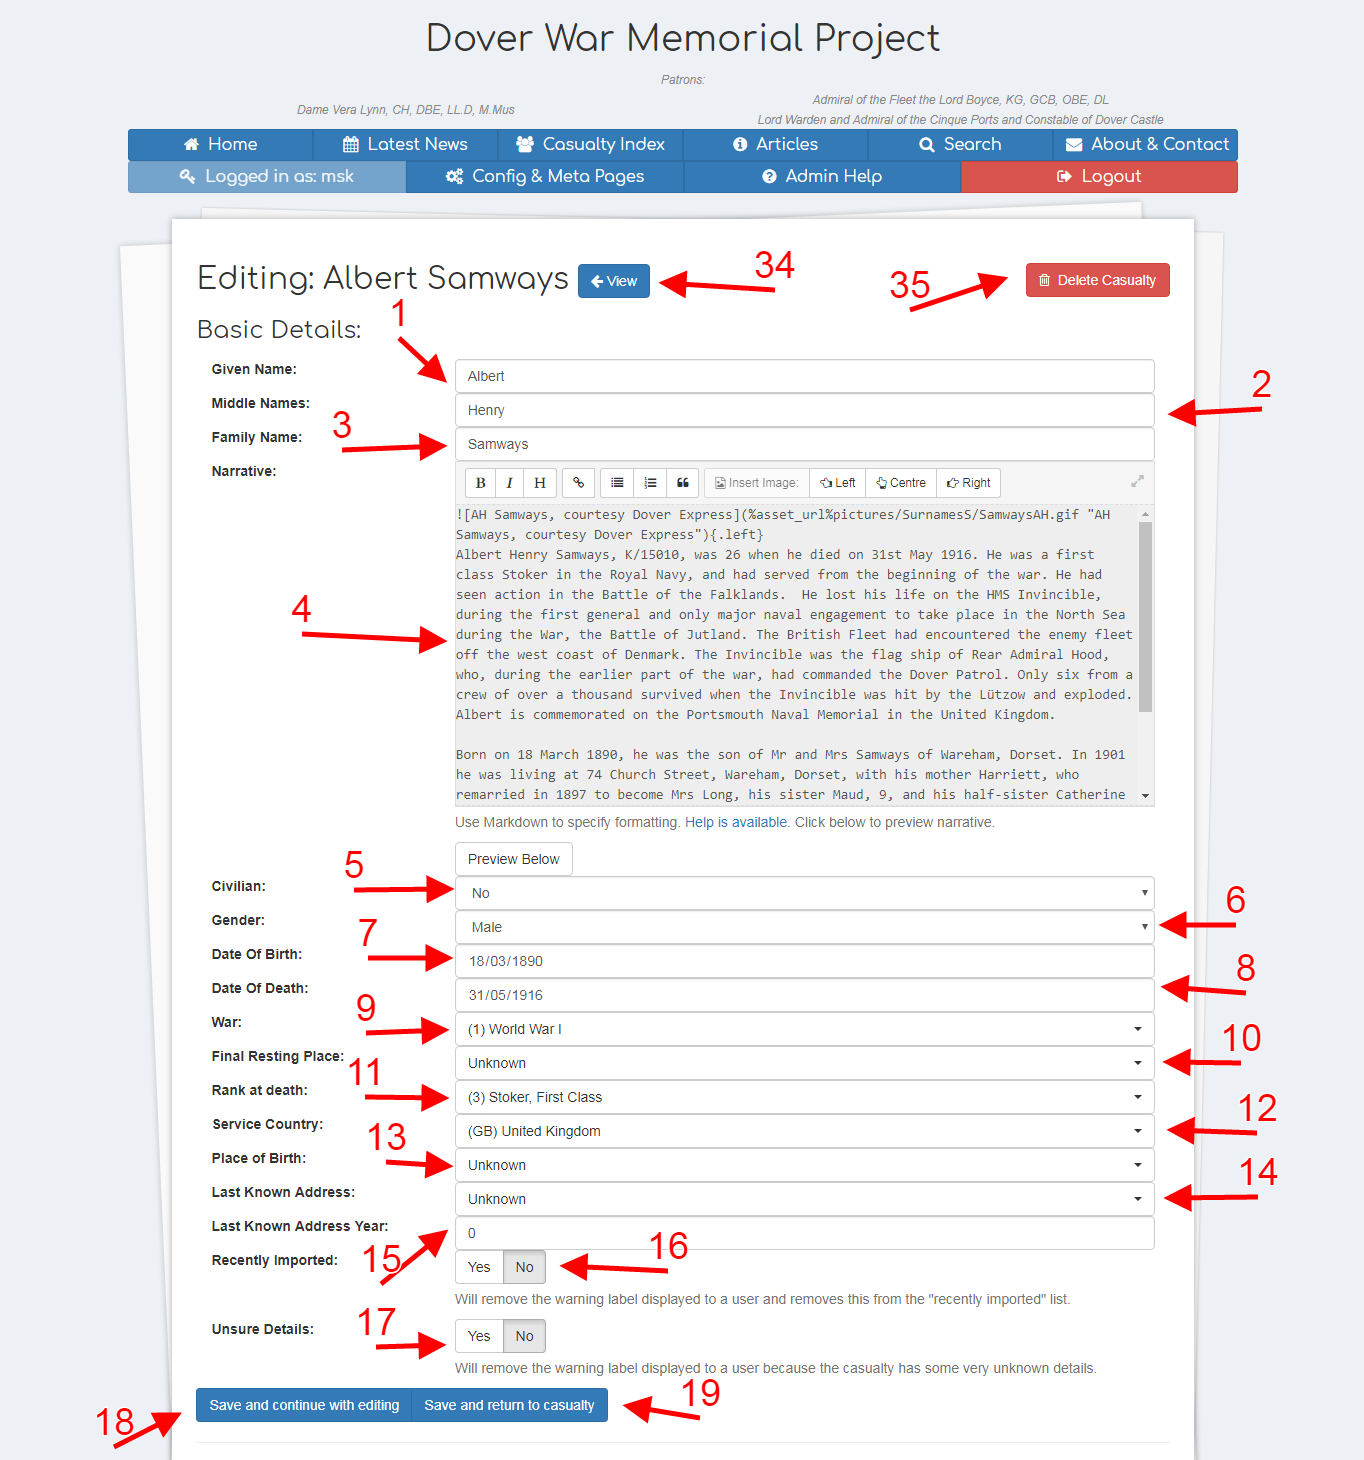 Dover War Memorial Project
Patrons:
Dame Vera Lynn, CH, DBE, LL.D, M.Mus
Admiral of the Fleet the Lord Boyce, KG, GCB, OBE, DL
Lord Warden and Admiral of the Cinque Ports and Constable of Dover Castle
Home Latest News Casualty Index Articles Search About & Contact
Logged in as: msk Config & Meta Pages Admin Help Logout
Editing: Albert Samways View 34 35 Delete Casualty
Basic Details: 1
Given Name: Albert
Middle Names: Henry 2
Family Name: 3 Samways
Narrative: B I H Insert Image: Left Centre Right
![AH Samways, courtesy Dover Express](%asset_url%pictures/SurnamesS/SamwaysAH.gif "AH
Samways, courtesy Dover Express"){.left}
Albert Henry Samways, K/15010, was 26 when he died on 31st May 1916. He was a first
class Stoker in the Royal Navy, and had served from the beginning of the war. He had
seen action in the Battle of the Falklands.  He lost his life on the HMS Invincible,
4 during the first general and only major naval engagement to take place in the North Sea
during the War, the Battle of Jutland. The British Fleet had encountered the enemy fleet
off the west coast of Denmark. The Invincible was the flag ship of Rear Admiral Hood,
who, during the earlier part of the war, had commanded the Dover Patrol. Only six from a
crew of over a thousand survived when the Invincible was hit by the Lützow and exploded.
Albert is commemorated on the Portsmouth Naval Memorial in the United Kingdom.
Born on 18 March 1890, he was the son of Mr and Mrs Samways of Wareham, Dorset. In 1901
he was living at 74 Church Street, Wareham, Dorset, with his mother Harriett, who
remarried in 1897 to become Mrs Long, his sister Maud, 9, and his half-sister Catherine
Use Markdown to specify formatting. Help is available. Click below to preview narrative.
Preview Below
Civilian: 5 No
Gender: Male 6
Date Of Birth: 7 18/03/1890
Date Of Death: 31/05/1916 8
War: 9 (1) World War I
Final Resting Place: Unknown 10
Rank at death: 11 (3) Stoker, First Class
Service Country: (GB) United Kingdom 12
Place of Birth: 13 Unknown
Last Known Address: Unknown 14
Last Known Address Year: 15 0
Recently Imported: Yes No 16
Will remove the warning label displayed to a user and removes this from the "recently imported" list.
Unsure Details: 17 Yes No
Will remove the warning label displayed to a user because the casualty has some very unknown details.
18 Save and continue with editing Save and return to casualty 19